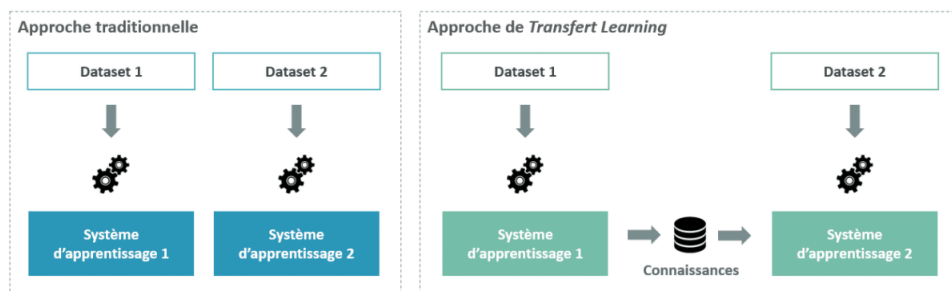 Approche traditionnelle
Dataset 1
Dataset 2
Système
d'apprentissage 1
Système
d'apprentissage 2
Approche de Transfert Learning
Dataset 1
Dataset 2
Système
d'apprentissage 1
Connaissances
Système
d'apprentissage 2